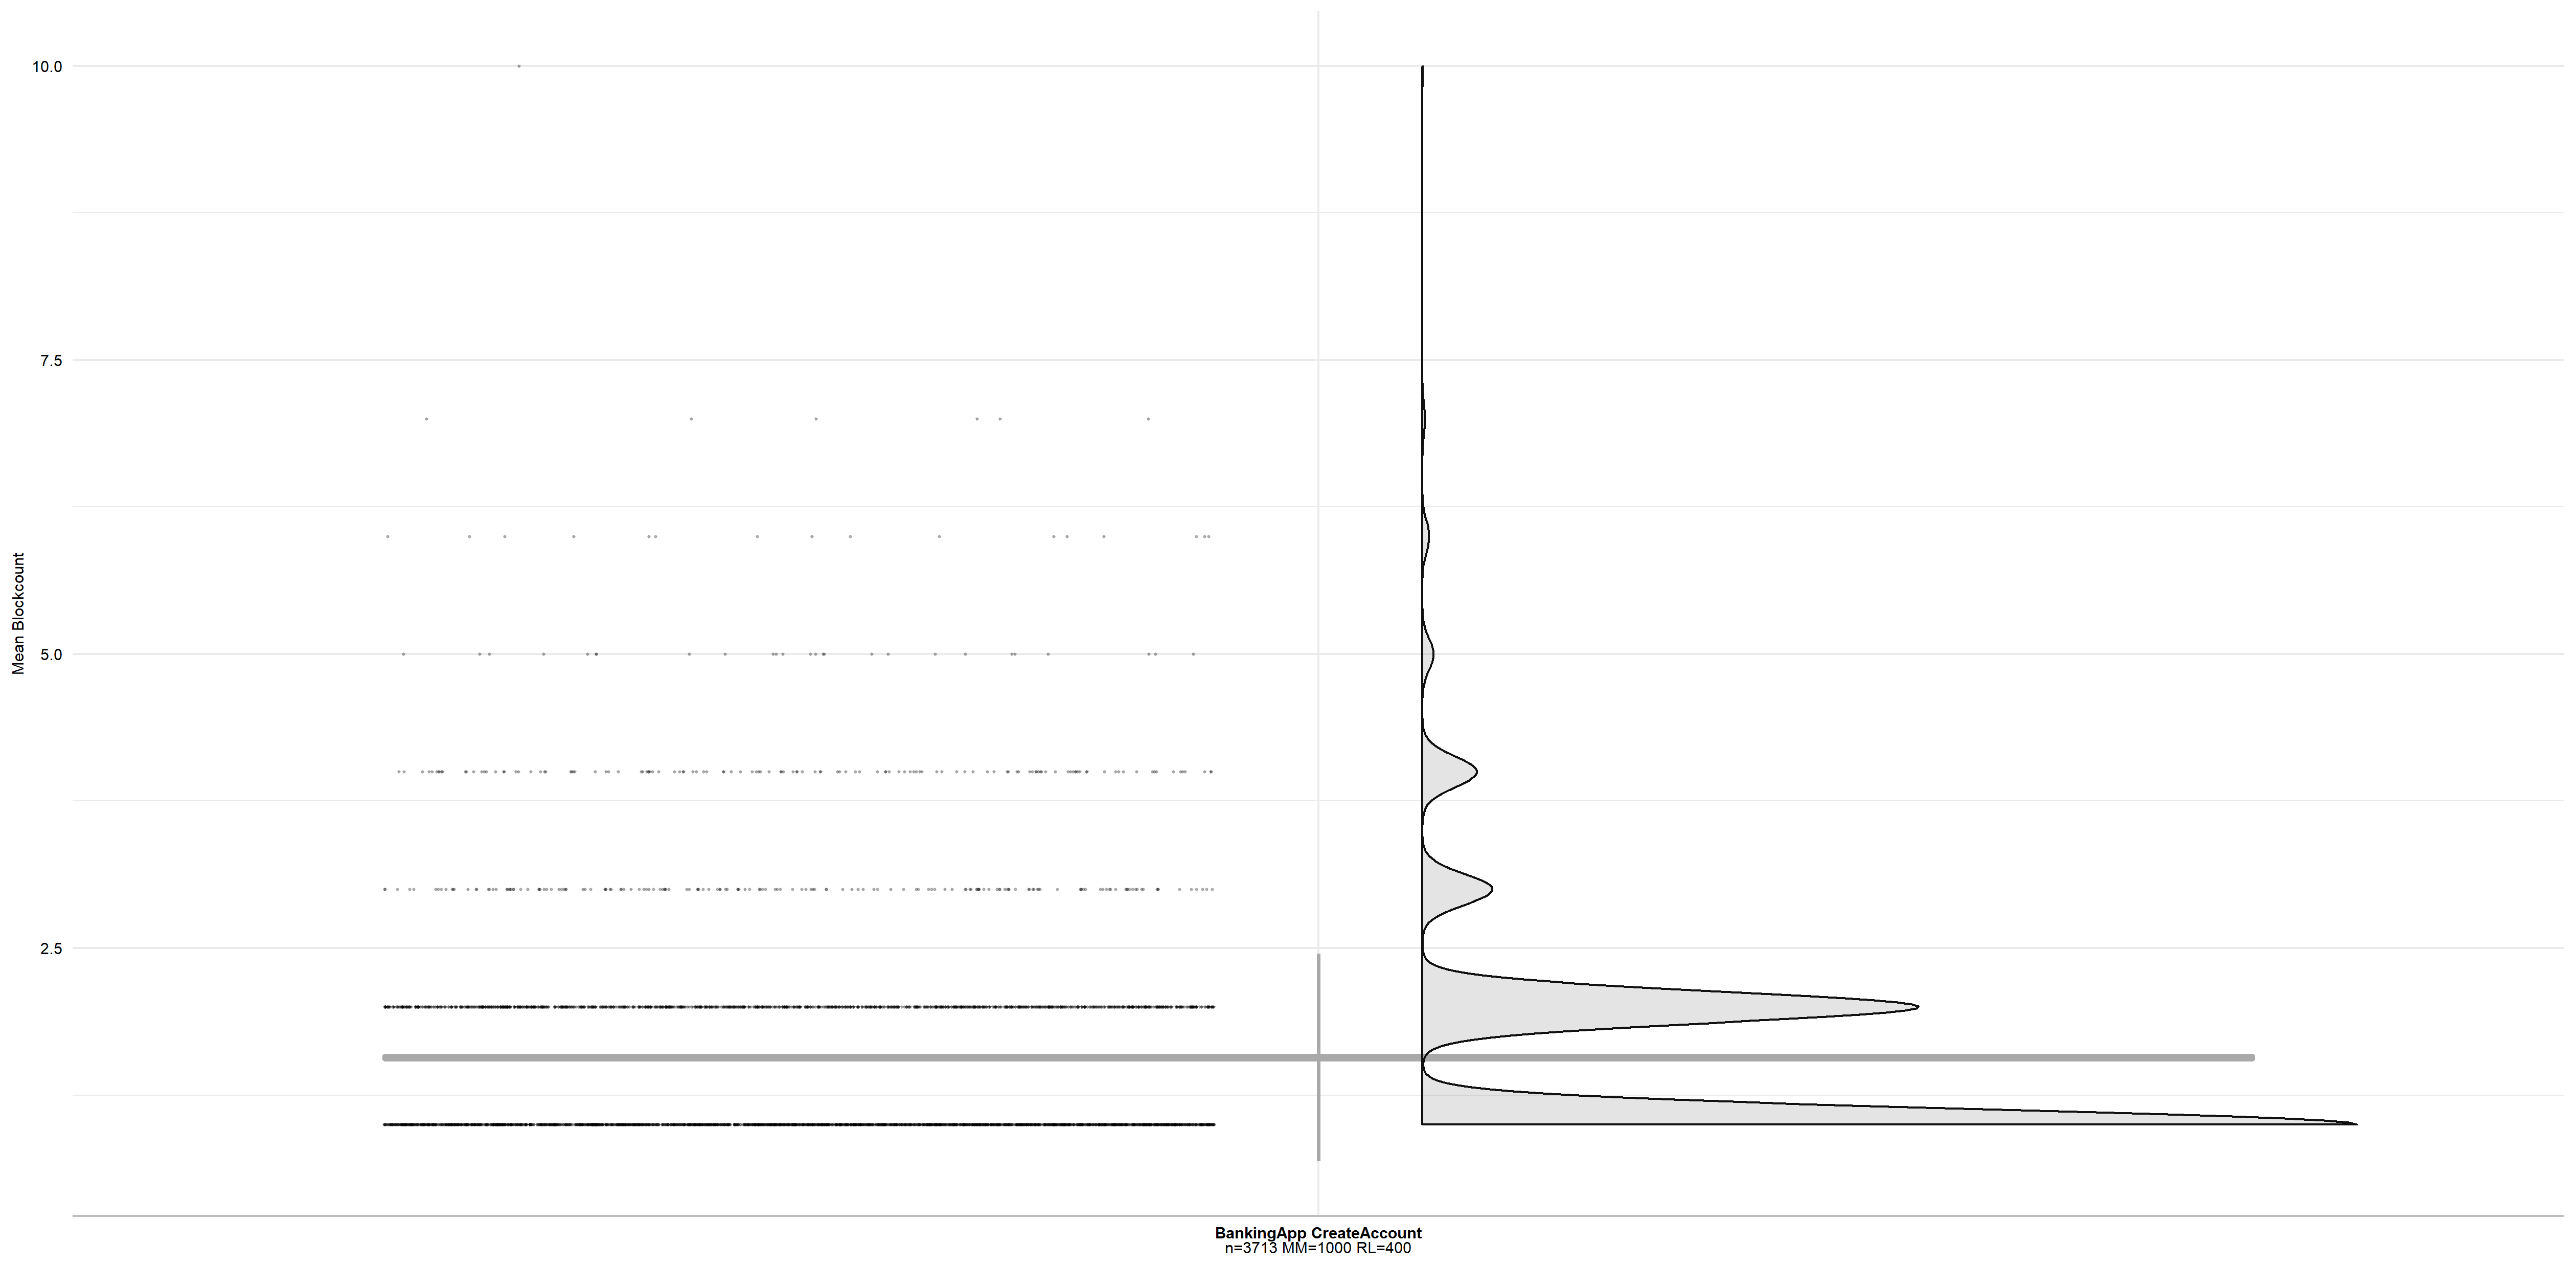 10.0
7.5
5.0
2.5
Mean Blockcount
BankingApp CreateAccount
n=3713 MM=1000 RL=400